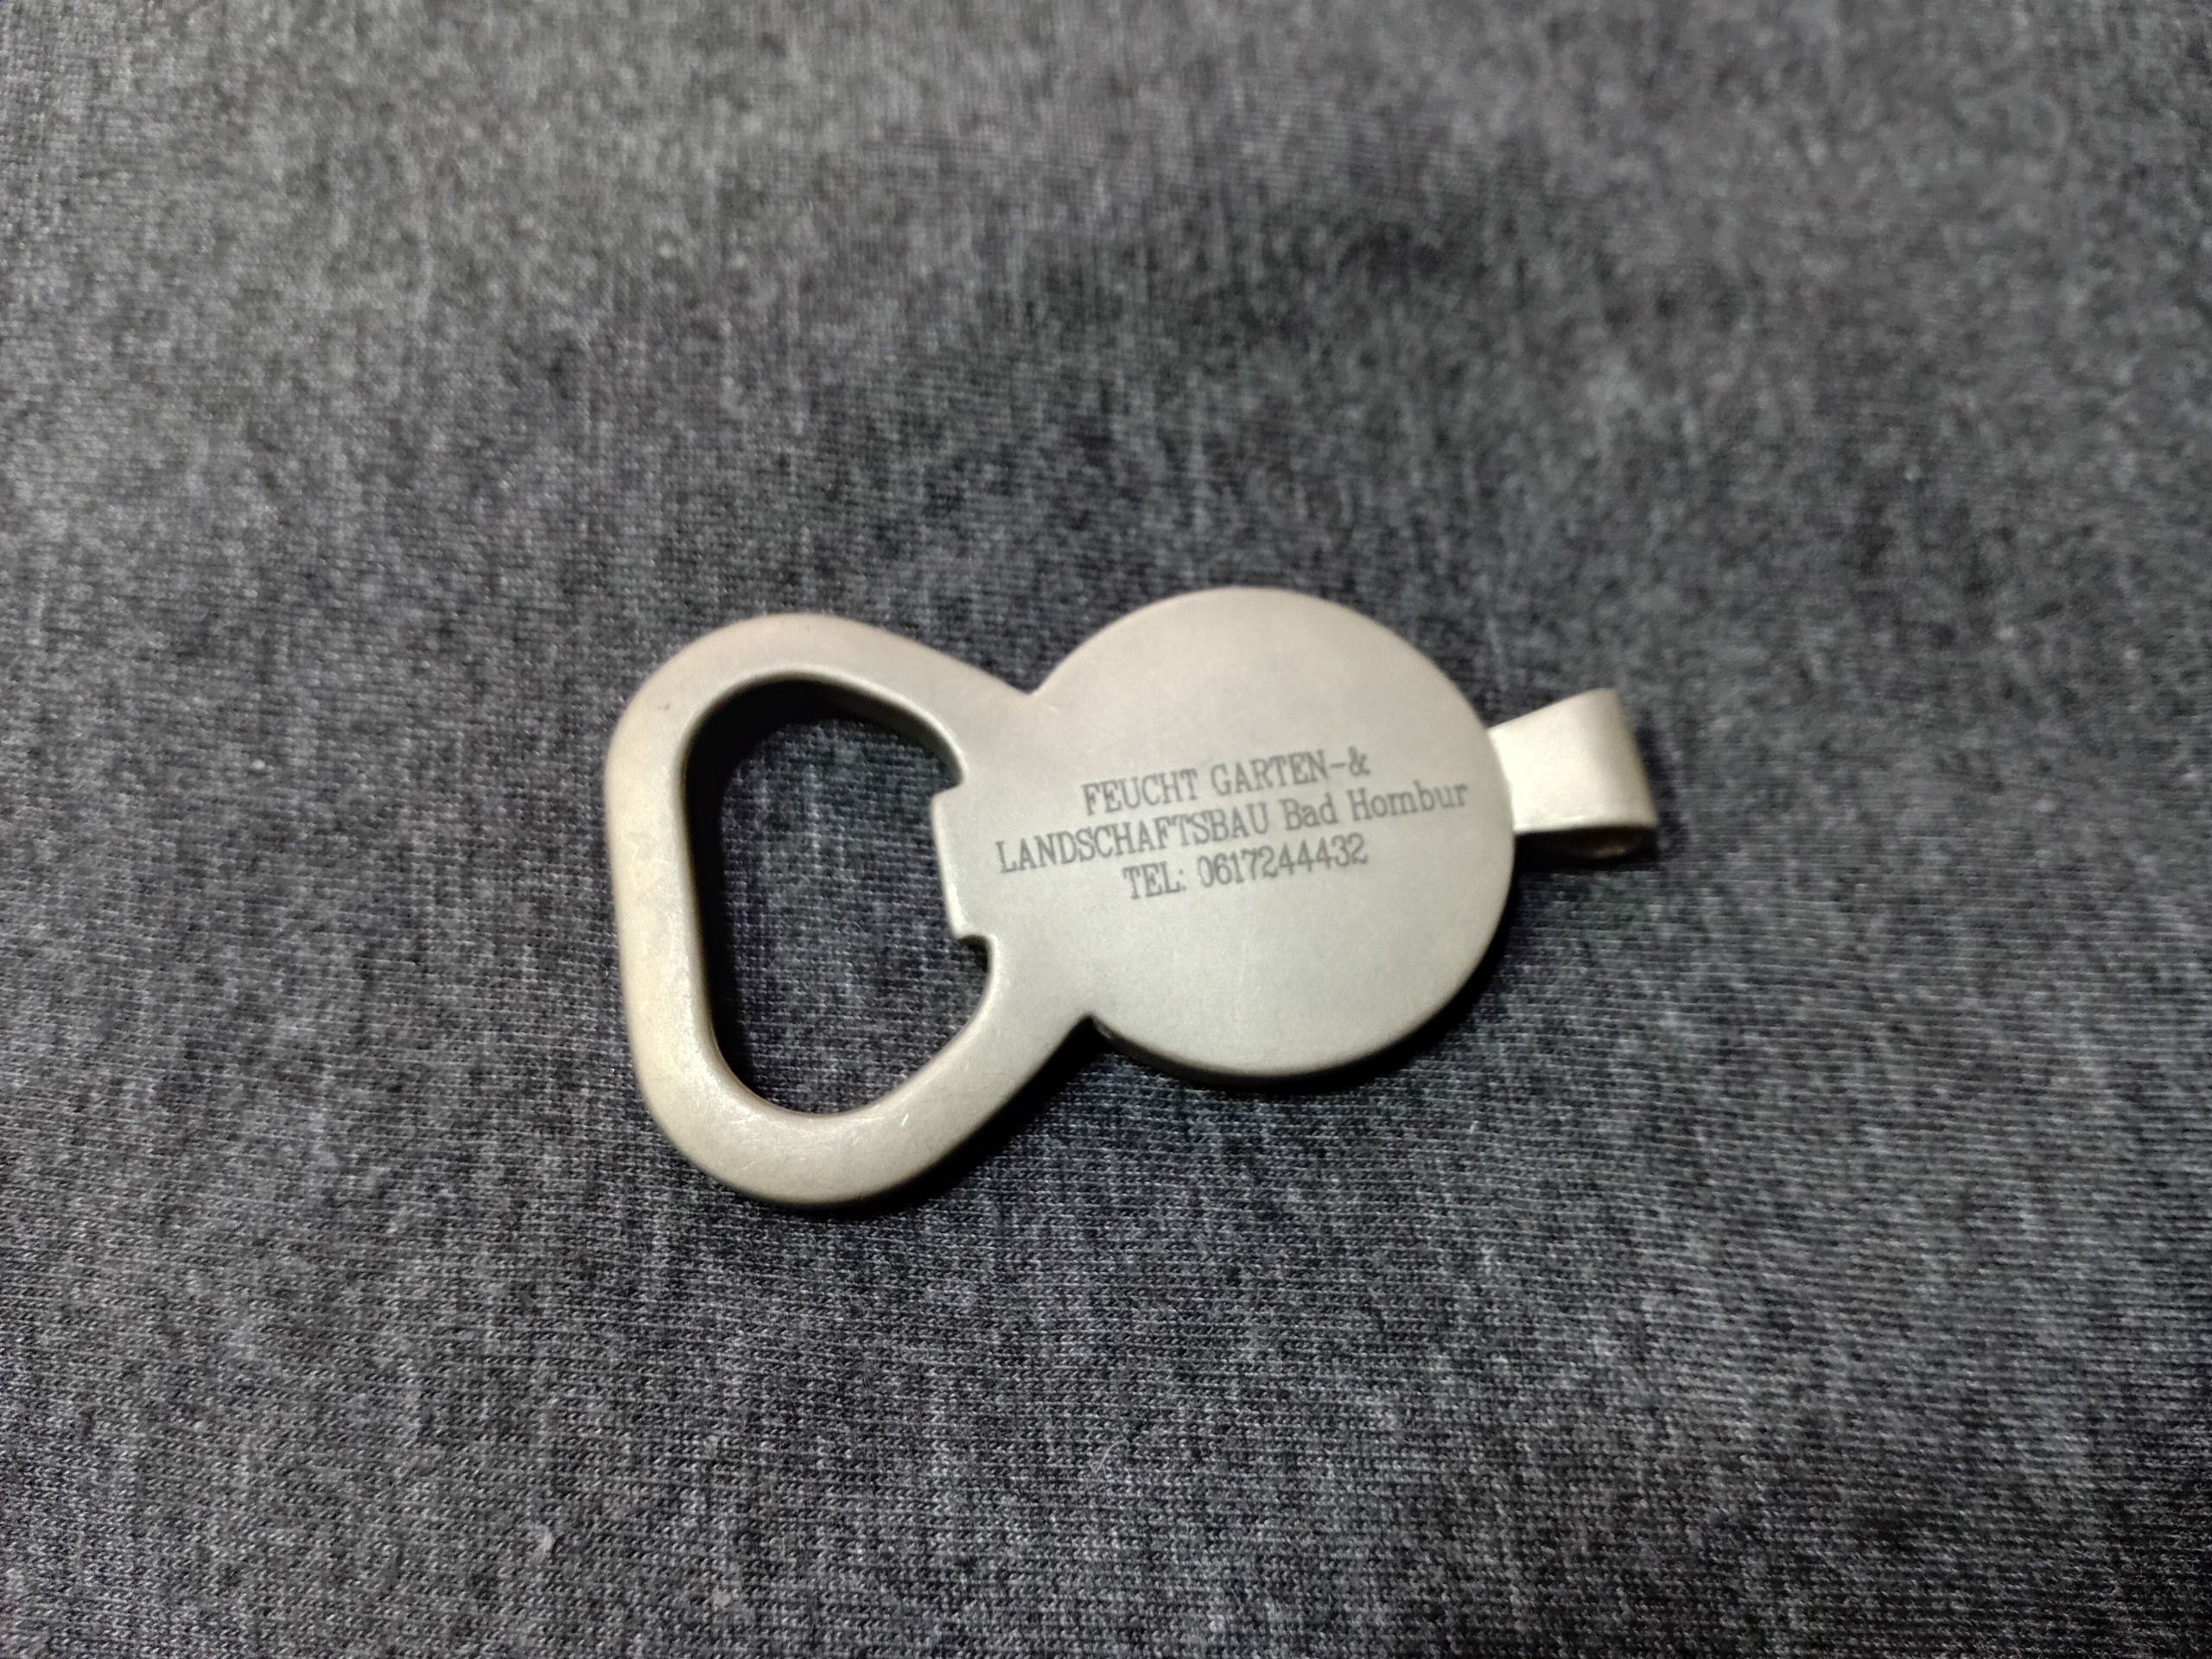 FEUCHT GARTEN-&
LANDSCHAFTSBAU Bad Hombur
TEL: 0617244432